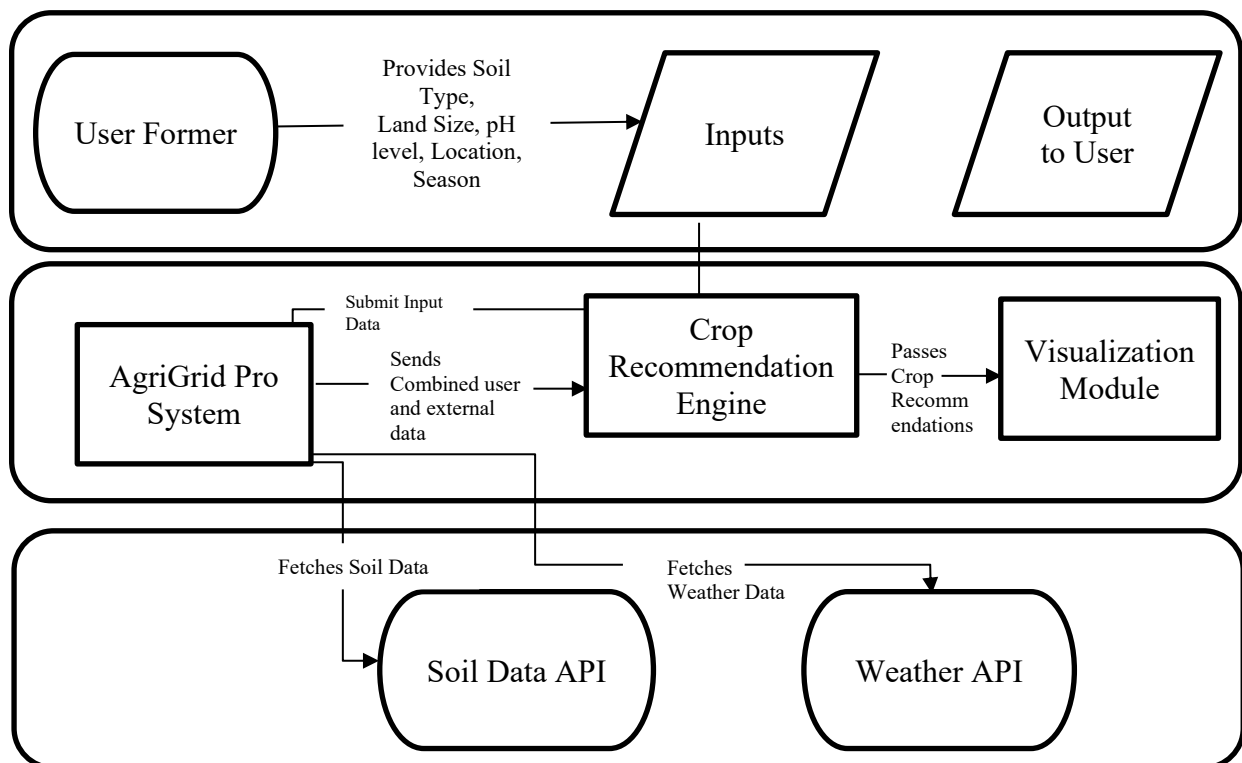 User Former
Provides Soil
Type,
Land Size, pH
level, Location,
Season
Inputs
Output
to User
AgriGrid Pro
System
Submit Input
Data
Sends
Combined user
and external
data
Crop
Recommendation
Engine
Passes
Crop
Recomm
endations
Visualization
Module
Fetches Soil Data
Fetches
Weather Data
Soil Data API
Weather API